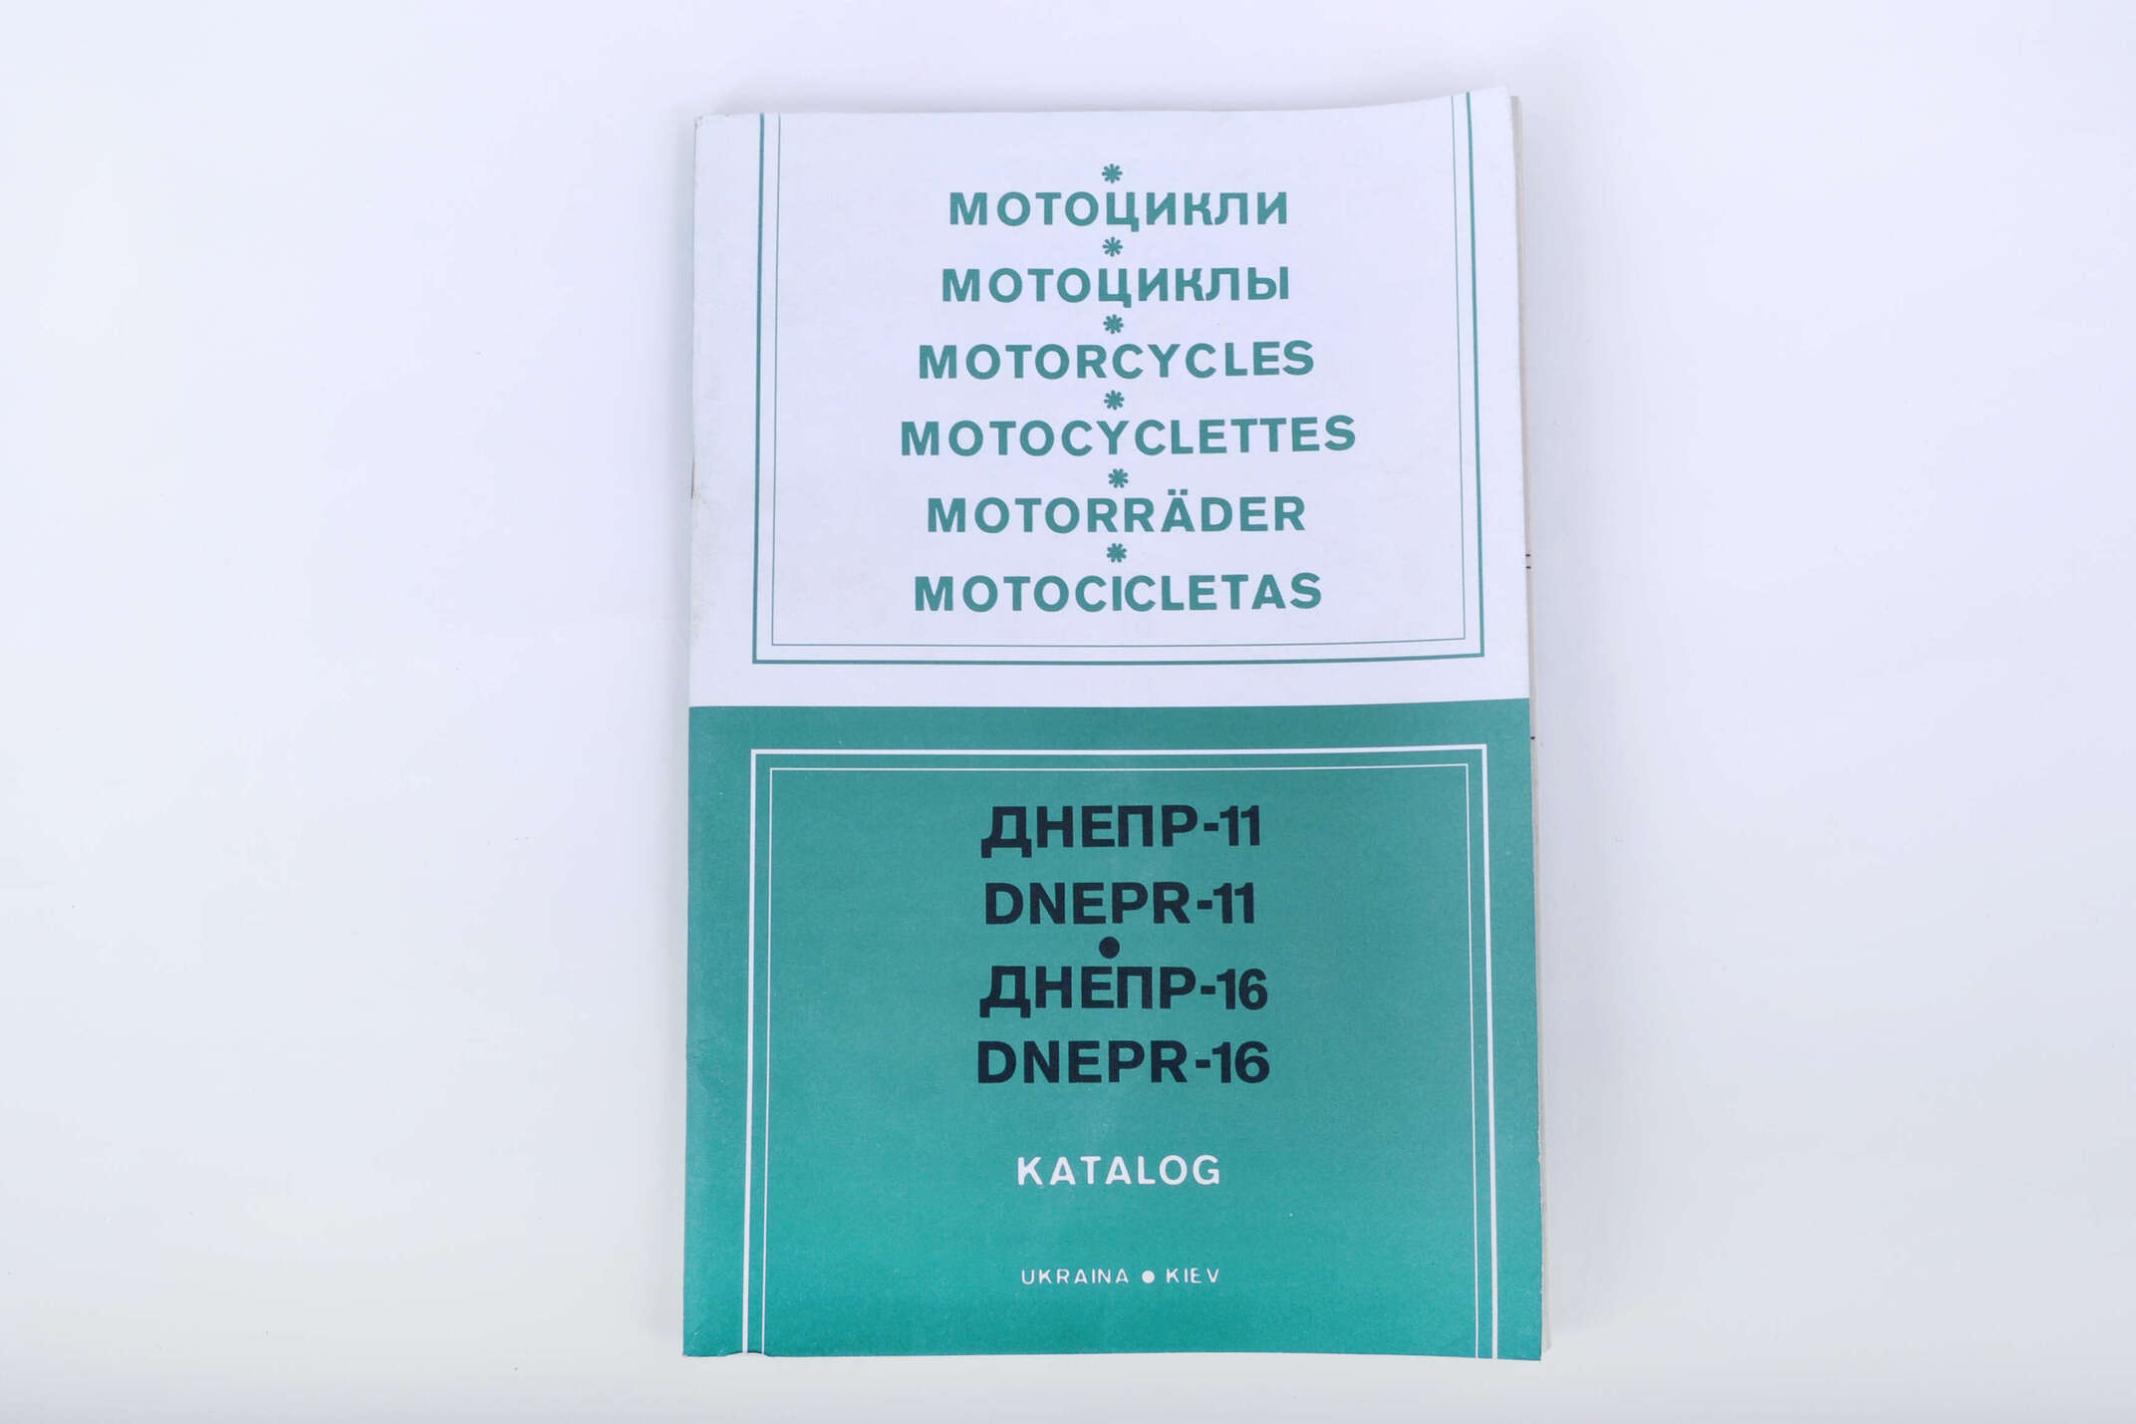 *
МОТОЦИКЛИ
*
МОТОЦИКЛЫ
*
MOTORCYCLES
*
MOTOCYCLETTES
*
MOTORRÄDER
*
MOTOCICLETAS
ДНЕПР-11
DNEPR-11
●
ДНЕПР-16
DNEPR-16
KATALOG
UKRAINA ● KIEV